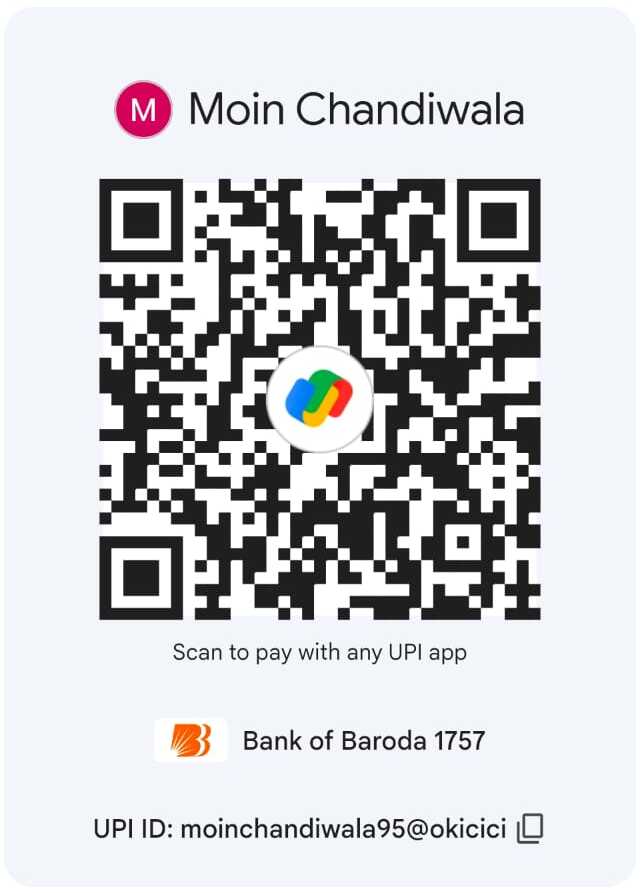 M Moin Chandiwala
Scan to pay with any UPI app
Bank of Baroda 1757
UPI ID: moinchandiwala95@okicici